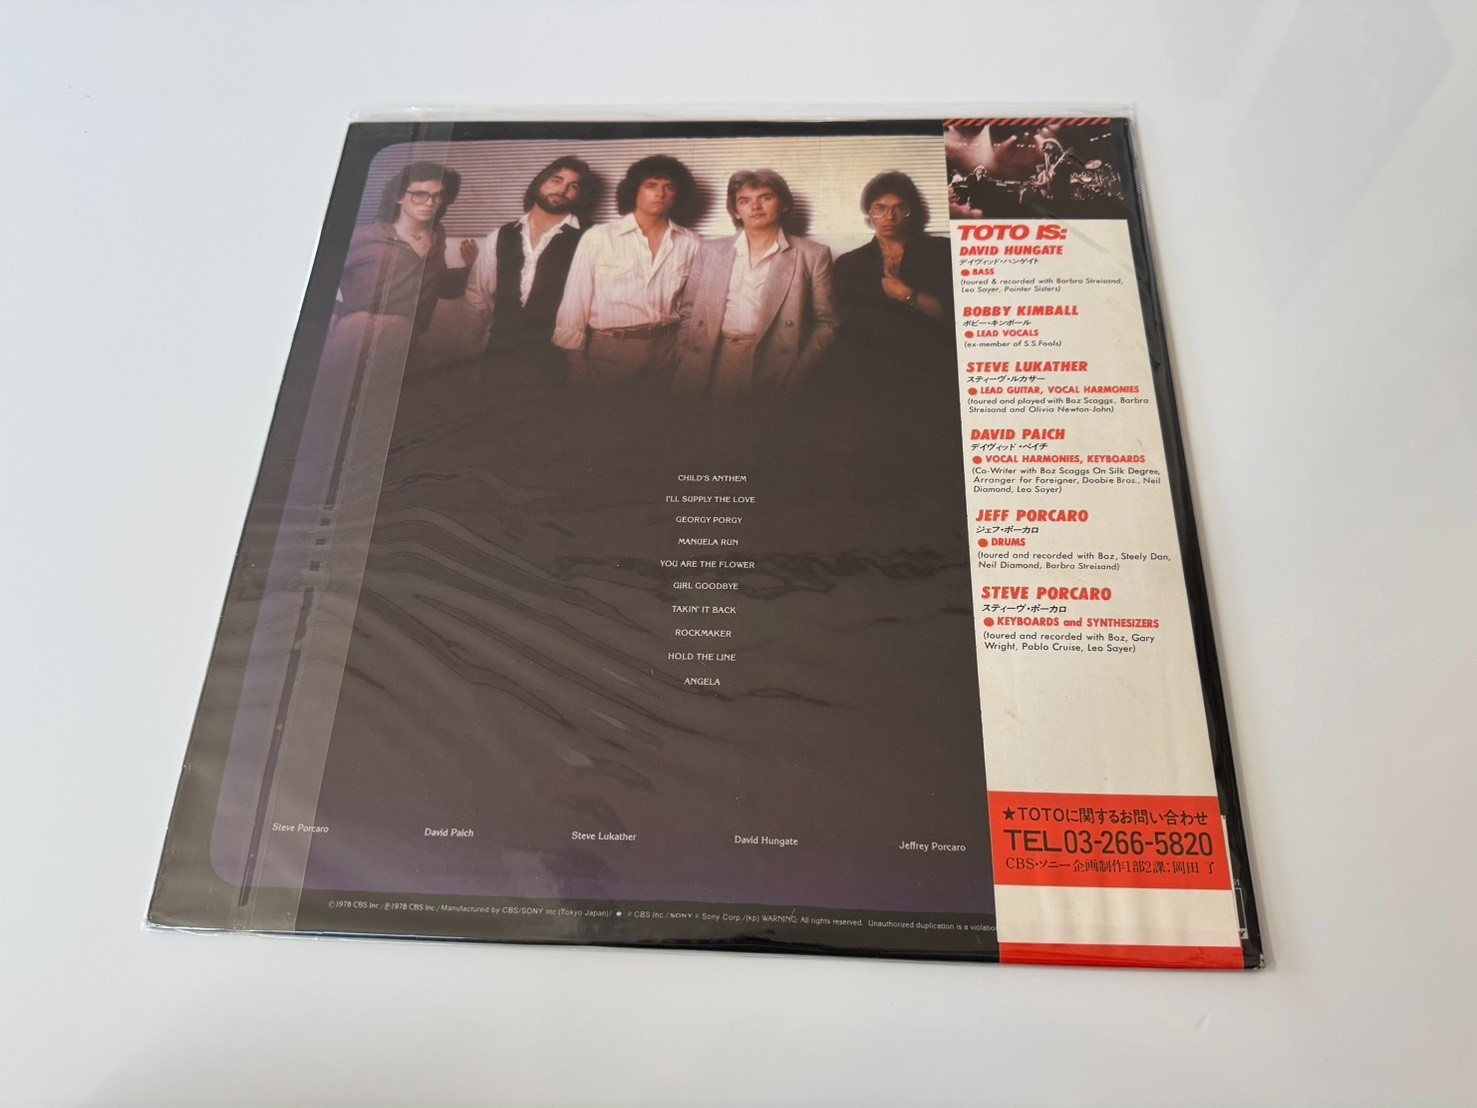 CHILD'S ANTHEM
I'LL SUPPLY THE LOVE
GEORGY PORGY
MANUELA RUN
YOU ARE THE FLOWER
GIRL GOODBYE
TAKIN' IT BACK
ROCKMAKER
HOLD THE LINE
ANGELA
Steve Porcaro
David Paich
Steve Lukather
David Hungate
Jeffrey Porcaro
©1978 CBS Inc./℗1978 CBS Inc./Manufactured by CBS/SONY Inc.(Tokyo Japan)/ CBS Inc./SONY Sony Corp./(kp) WARNING: All rights reserved. Unauthorized duplication is a violatio
TOTO IS:
DAVID HUNGATE
デイヴィッド・ハンゲイト
●BASS
(toured & recorded with Barbra Streisand,
Leo Sayer, Pointer Sisters)
BOBBY KIMBALL
ボビー・キンボール
●LEAD VOCALS
(ex-member of S.S.Fools)
STEVE LUKATHER
スティーヴ・ルカサー
●LEAD GUITAR, VOCAL HARMONIES
(toured and played with Boz Scaggs, Barbra
Streisand and Olivia Newton-John)
DAVID PAICH
デイヴィッド・ペイチ
●VOCAL HARMONIES, KEYBOARDS
(Co-Writer with Boz Scaggs On Silk Degree,
Arranger for Foreigner, Doobie Bros., Neil
Diamond, Leo Sayer)
JEFF PORCARO
ジェフ・ポーカロ
●DRUMS
(toured and recorded with Boz, Steely Dan,
Neil Diamond, Barbra Streisand)
STEVE PORCARO
スティーヴ・ポーカロ
●KEYBOARDS and SYNTHESIZERS
(toured and recorded with Boz, Gary
Wright, Pablo Cruise, Leo Sayer)
★TOTOに関するお問い合わせ
TEL03-266-5820
CBS・ソニー企画制作1部2課：岡田 了